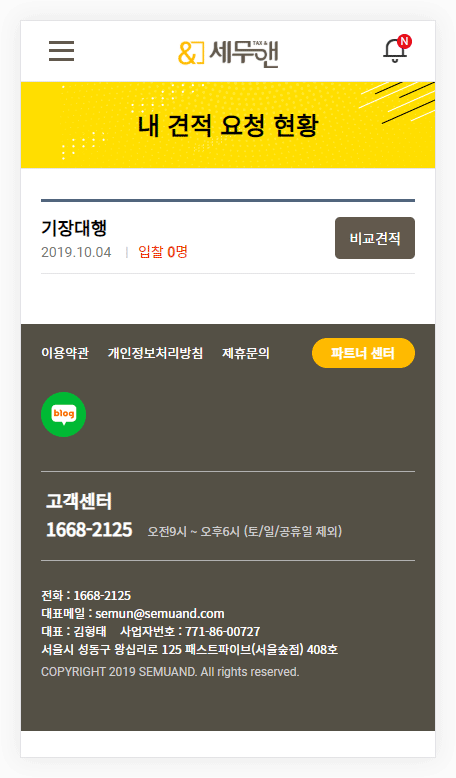 & 세무앤 TAX &
N
내 견적 요청 현황
기장대행
2019.10.04 | 입찰 0명
비교견적
이용약관 개인정보처리방침 제휴문의 파트너 센터
blog
고객센터
1668-2125 오전9시 ~ 오후6시 (토/일/공휴일 제외)
전화 : 1668-2125
대표메일 : semun@semuand.com
대표 : 김형태 사업자번호 : 771-86-00727
서울시 성동구 왕십리로 125 패스트파이브(서울숲점) 408호
COPYRIGHT 2019 SEMUAND. All rights reserved.